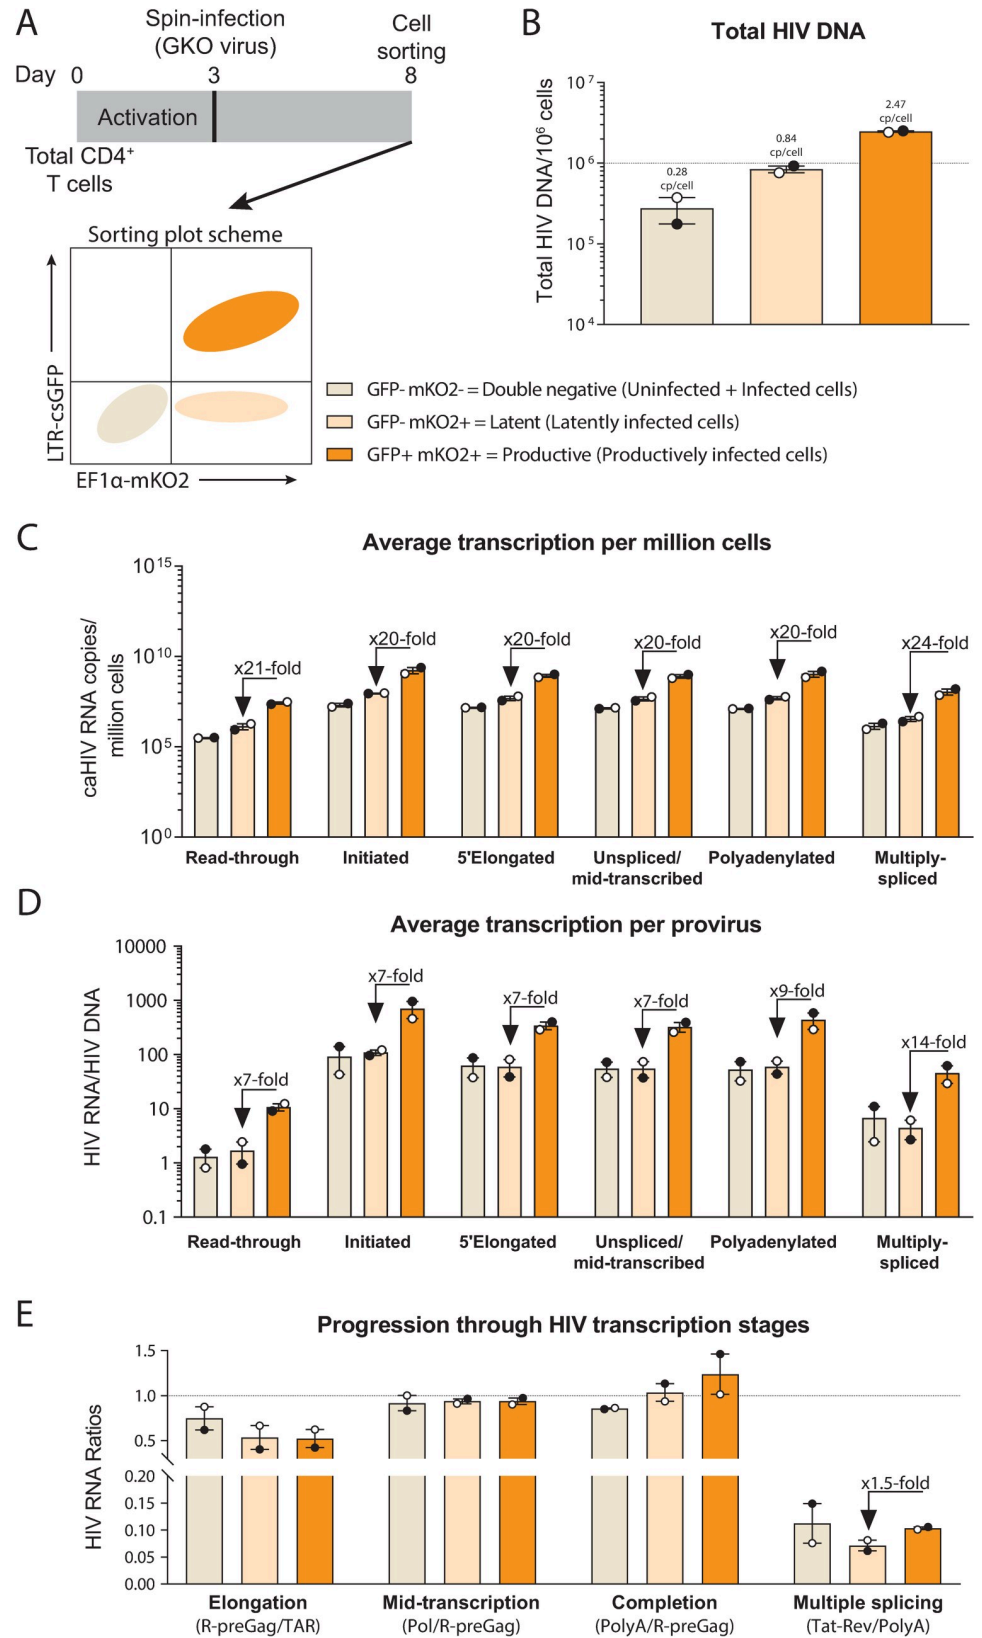 A
Spin-infection
(GKO virus)
Cell
sorting
Day 0 3 8
Activation
Total CD4⁺
T cells
Sorting plot scheme
LTR-csGFP
EF1α-mKO2
B
Total HIV DNA
Total HIV DNA/10⁶ cells
10⁷
10⁶
10⁵
10⁴
0.28
cp/cell
0.84
cp/cell
2.47
cp/cell
GFP- mKO2- = Double negative (Uninfected + Infected cells)
GFP- mKO2+ = Latent (Latently infected cells)
GFP+ mKO2+ = Productive (Productively infected cells)
C
Average transcription per million cells
caHIV RNA copies/
million cells
10¹⁵
10¹⁰
10⁵
10⁰
x21-fold
x20-fold
x20-fold
x20-fold
x20-fold
x24-fold
Read-through
Initiated
5'Elongated
Unspliced/
mid-transcribed
Polyadenylated
Multiply-
spliced
D
Average transcription per provirus
HIV RNA/HIV DNA
10000
1000
100
10
1
0.1
x7-fold
x7-fold
x7-fold
x7-fold
x9-fold
x14-fold
Read-through
Initiated
5'Elongated
Unspliced/
mid-transcribed
Polyadenylated
Multiply-
spliced
E
Progression through HIV transcription stages
HIV RNA Ratios
1.5
1.0
0.5
0.20
0.15
0.10
0.05
0.00
x1.5-fold
Elongation
(R-preGag/TAR)
Mid-transcription
(Pol/R-preGag)
Completion
(PolyA/R-preGag)
Multiple splicing
(Tat-Rev/PolyA)